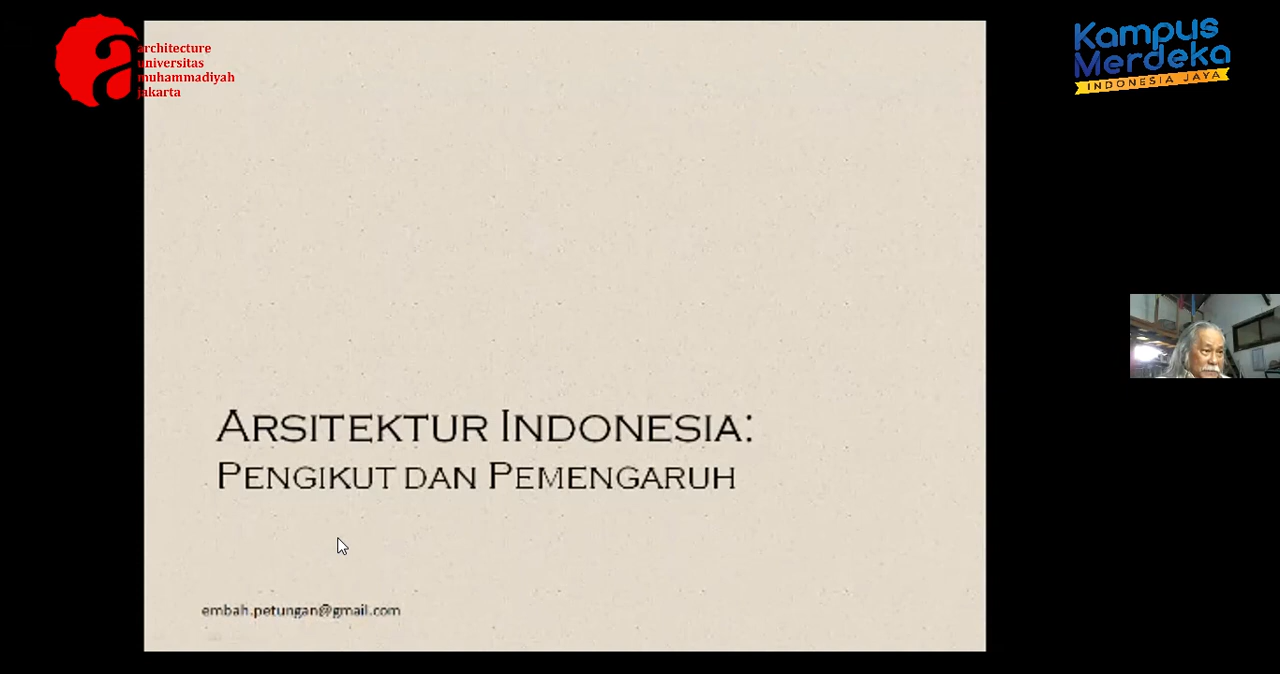 architecture
universitas
muhammadiyah
jakarta
Kampus
Merdeka
INDONESIA JAYA
ARSITEKTUR INDONESIA:
PENGIKUT DAN PEMENGARUH
embah.petungan@gmail.com